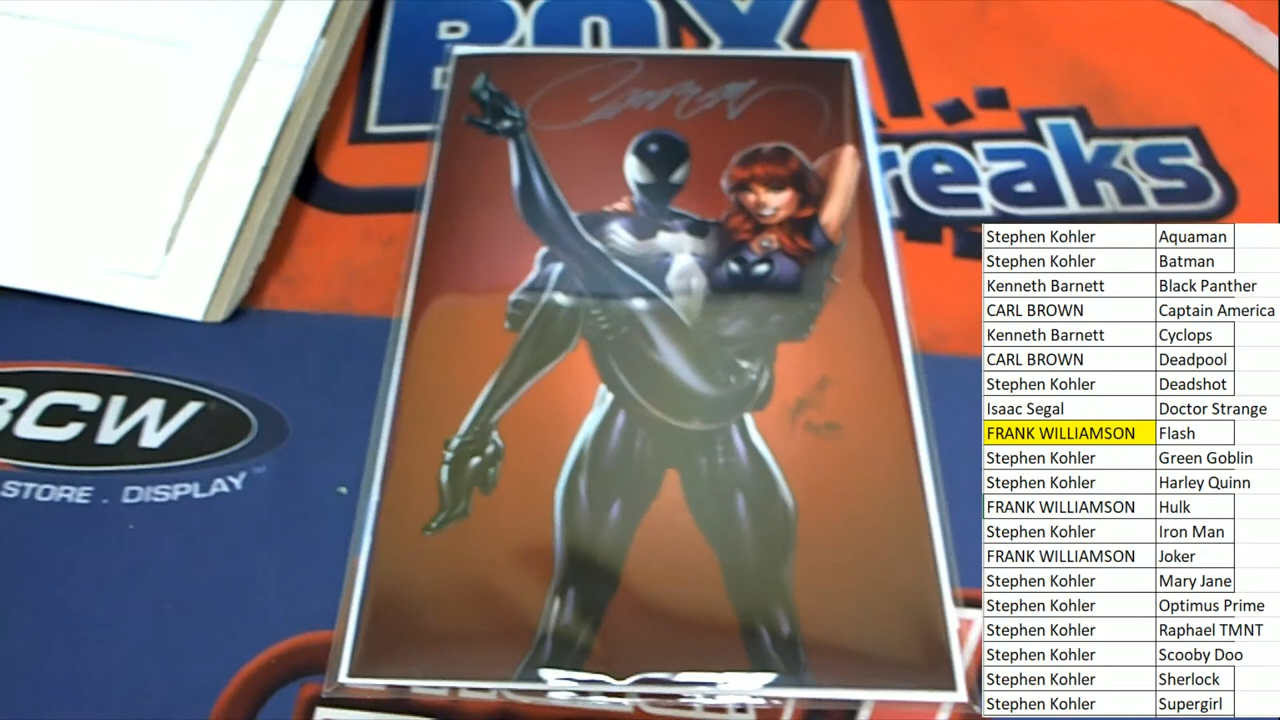 BOX
Breaks
BCW
STORE . DISPLAY™
Stephen Kohler Aquaman
Stephen Kohler Batman
Kenneth Barnett Black Panther
CARL BROWN Captain America
Kenneth Barnett Cyclops
CARL BROWN Deadpool
Stephen Kohler Deadshot
Isaac Segal Doctor Strange
FRANK WILLIAMSON Flash
Stephen Kohler Green Goblin
Stephen Kohler Harley Quinn
FRANK WILLIAMSON Hulk
Stephen Kohler Iron Man
FRANK WILLIAMSON Joker
Stephen Kohler Mary Jane
Stephen Kohler Optimus Prime
Stephen Kohler Raphael TMNT
Stephen Kohler Scooby Doo
Stephen Kohler Sherlock
Stephen Kohler Supergirl